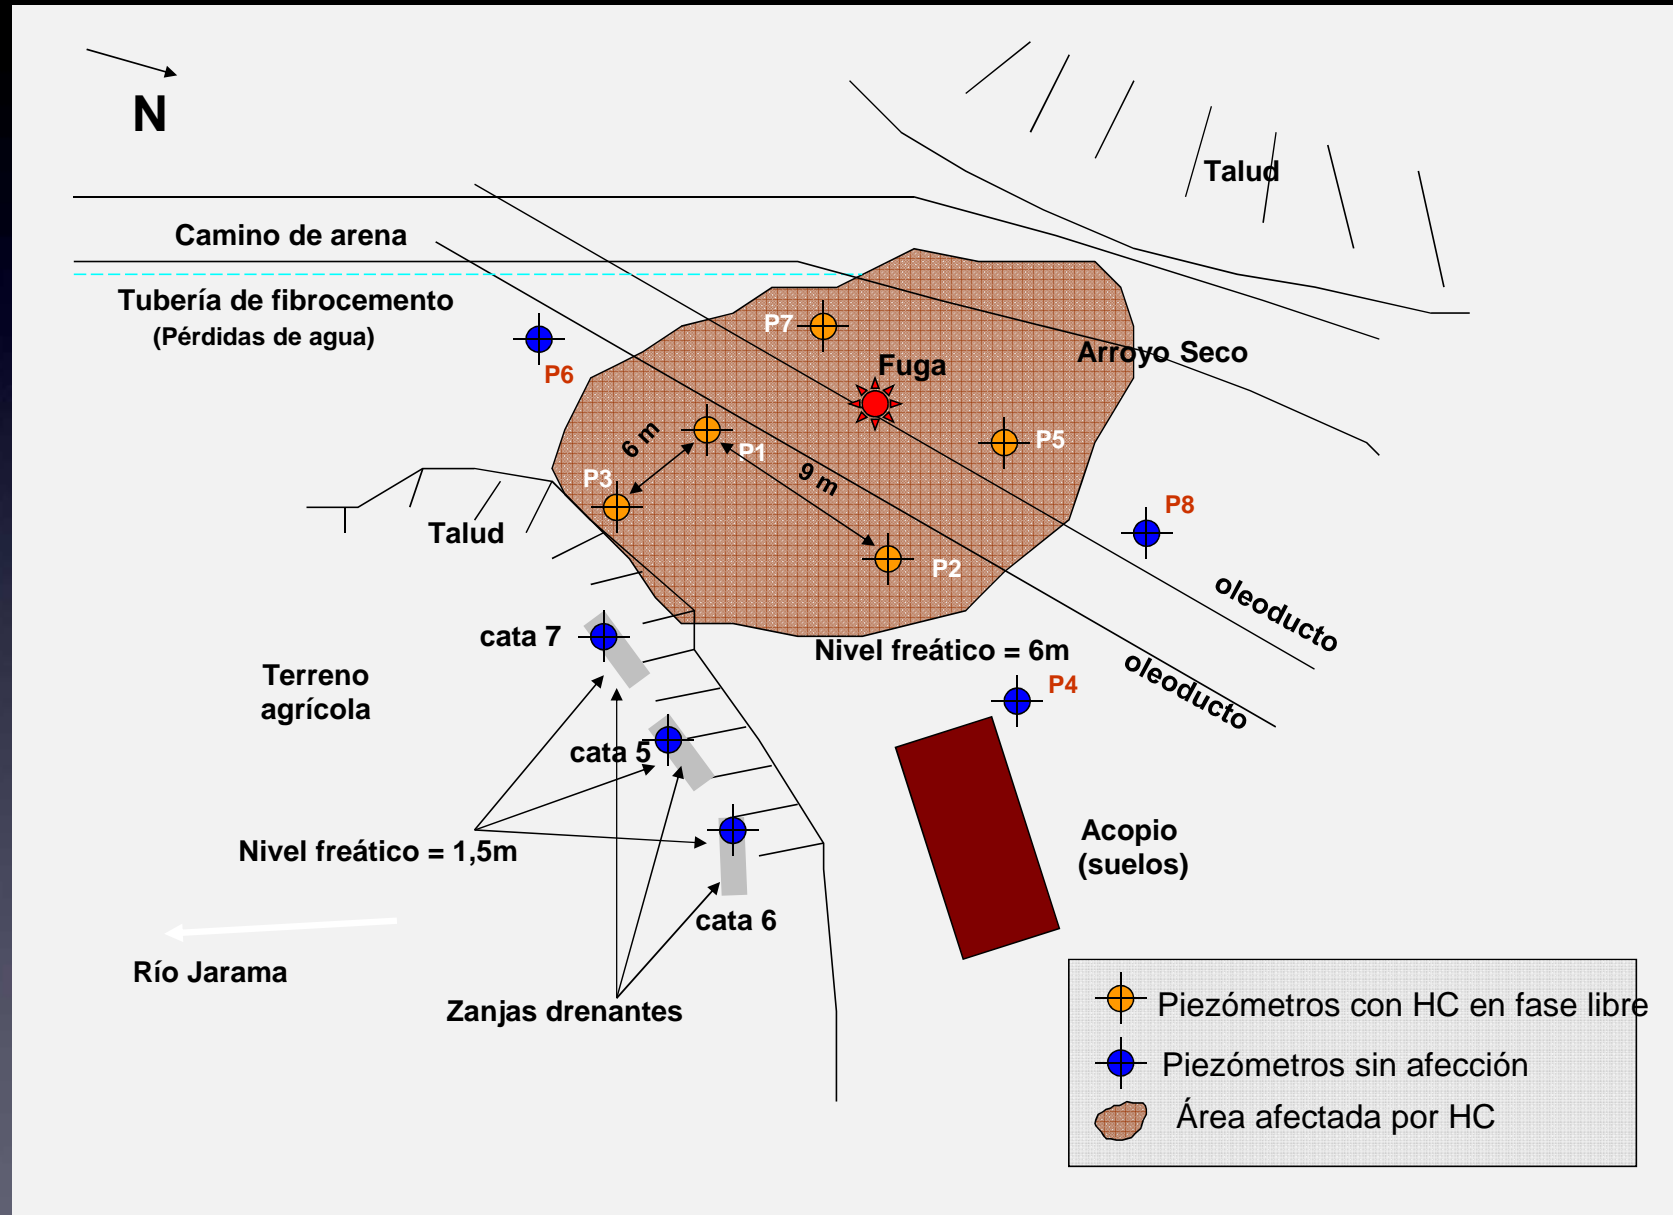 N
Talud
Camino de arena
Tubería de fibrocemento
(Pérdidas de agua)
P7
Arroyo Seco
Fuga
P6
6 m
P1
P5
9 m
P3
P8
Talud
P2
oleoducto
cata 7
Nivel freático = 6m
oleoducto
Terreno
agrícola
P4
cata 5
Nivel freático = 1,5m
Acopio
(suelos)
cata 6
Río Jarama
Zanjas drenantes
Piezómetros con HC en fase libre
Piezómetros sin afección
Área afectada por HC